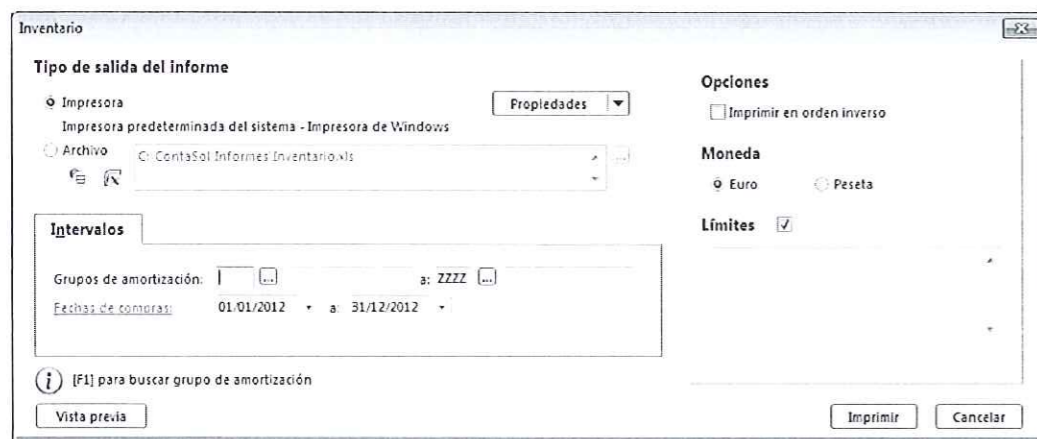 Inventario
Tipo de salida del informe
Impresora
Propiedades
Impresora predeterminada del sistema - Impresora de Windows
Archivo
C: ContaSol Informes Inventario.xls
Intervalos
Grupos de amortización: ... a: ZZZZ ...
Fechas de compras: 01/01/2012 a: 31/12/2012
[F1] para buscar grupo de amortización
Vista previa
Opciones
Imprimir en orden inverso
Moneda
Euro Peseta
Límites
Imprimir Cancelar